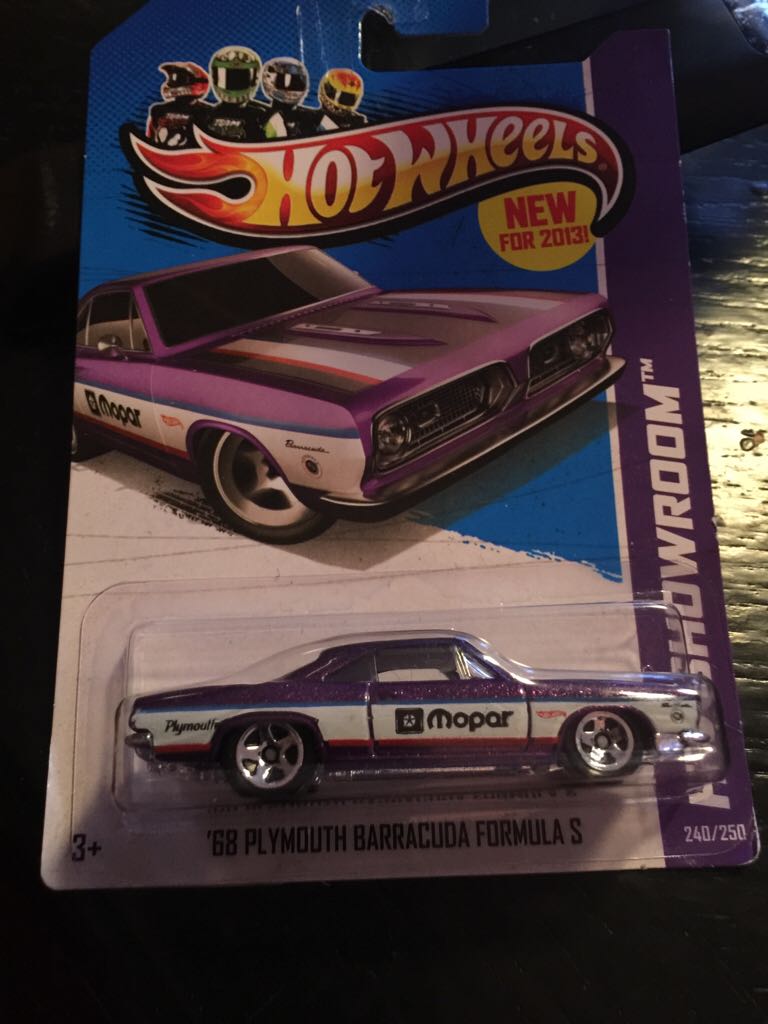 HOT WHEELS
NEW
FOR 2013!
mopar
Barracuda
SHOWROOM™
Plymouth
mopar
3+
'68 PLYMOUTH BARRACUDA FORMULA S
240/250